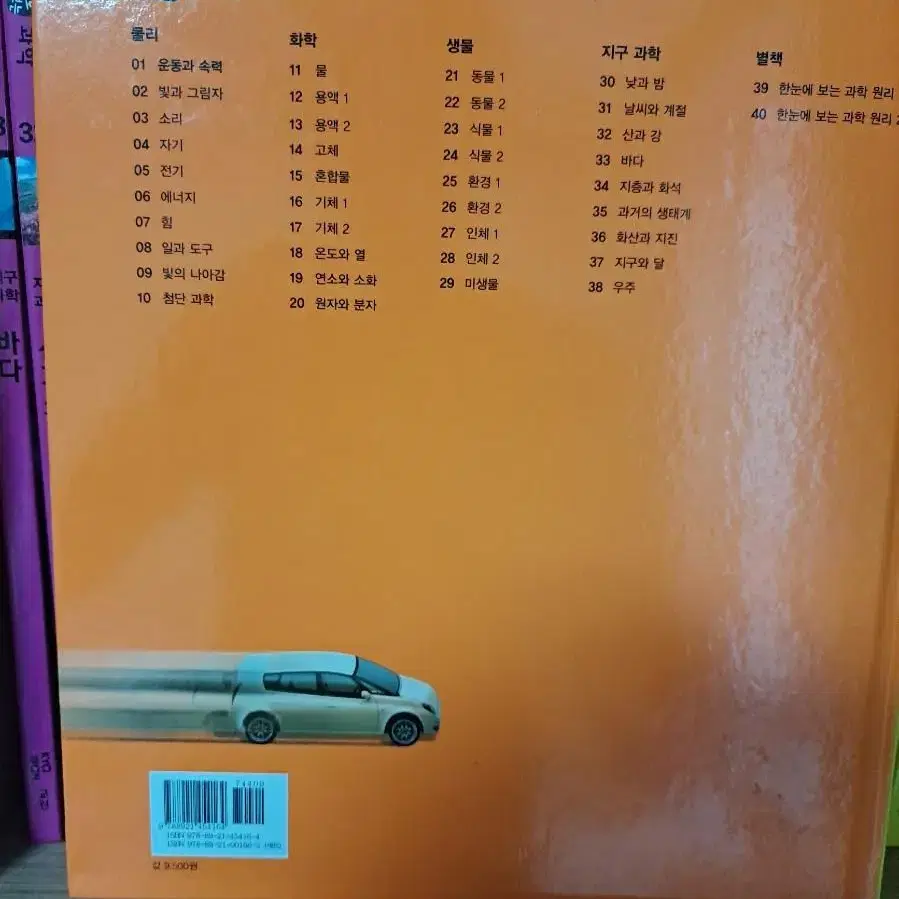 물리
01 운동과 속력
02 빛과 그림자
03 소리
04 자기
05 전기
06 에너지
07 힘
08 일과 도구
09 빛의 나아감
10 첨단 과학
화학
11 물
12 용액 1
13 용액 2
14 고체
15 혼합물
16 기체 1
17 기체 2
18 온도와 열
19 연소와 소화
20 원자와 분자
생물
21 동물 1
22 동물 2
23 식물 1
24 식물 2
25 환경 1
26 환경 2
27 인체 1
28 인체 2
29 미생물
지구 과학
30 낮과 밤
31 날씨와 계절
32 산과 강
33 바다
34 지층과 화석
35 과거의 생태계
36 화산과 지진
37 지구와 달
38 우주
별책
39 한눈에 보는 과학 원리
40 한눈에 보는 과학 원리
바다
74400
값 9,500원